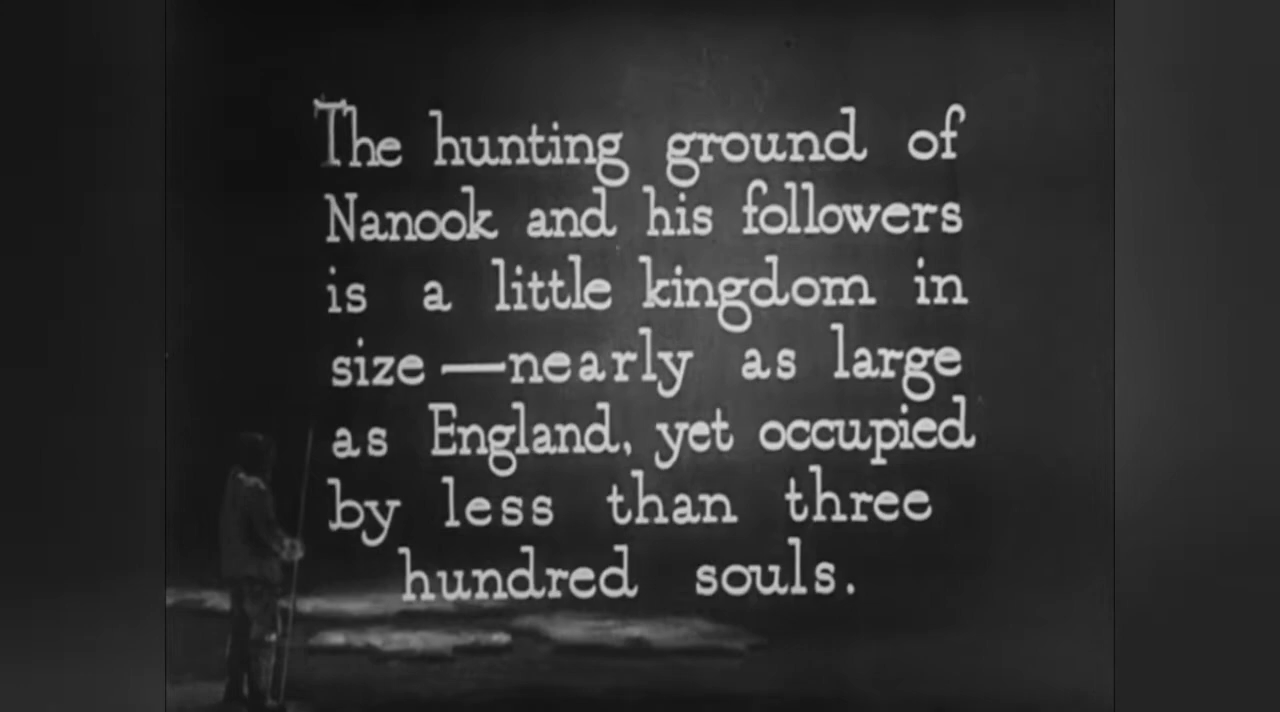 The hunting ground of
Nanook and his followers
is a little kingdom in
size—nearly as large
as England, yet occupied
by less than three
hundred souls.